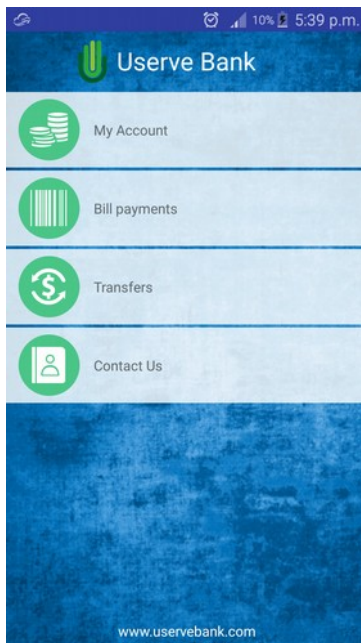 10% 5:39 p.m.
Userve Bank
My Account
Bill payments
Transfers
Contact Us
www.uservebank.com